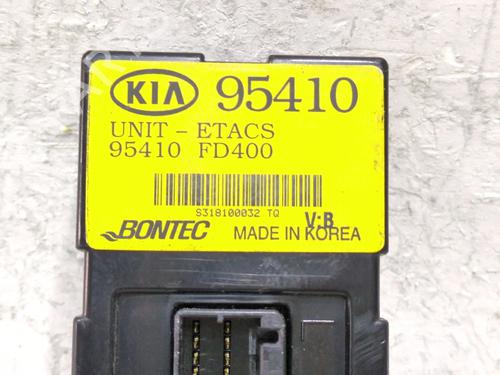 KIA 95410
UNIT - ETACS
95410 FD400
S318100032 TQ
V:B
BONTEC MADE IN KOREA